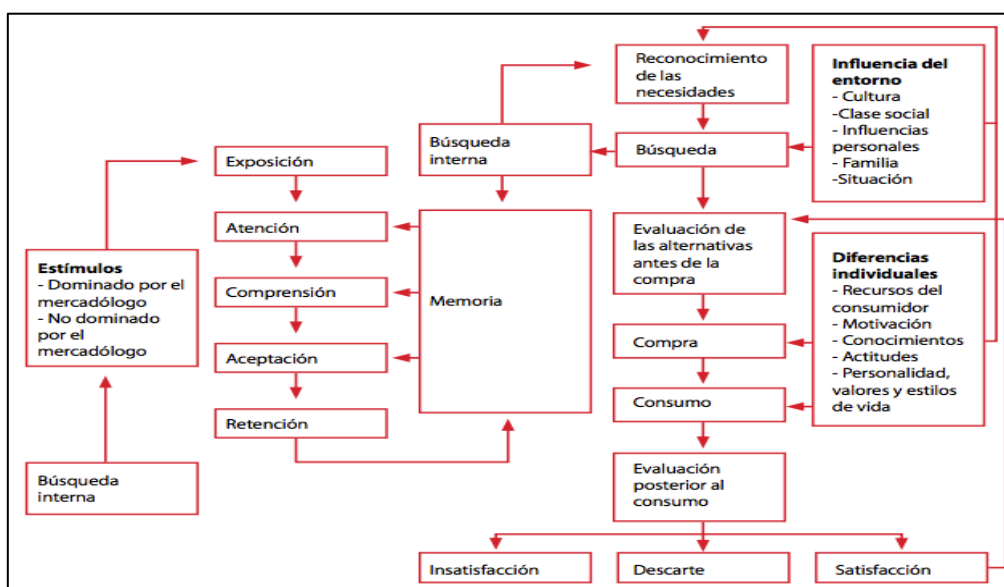 Estímulos
- Dominado por el
mercadólogo
- No dominado
por el
mercadólogo
Búsqueda
interna
Exposición
Atención
Comprensión
Aceptación
Retención
Búsqueda
interna
Memoria
Reconocimiento
de las
necesidades
Búsqueda
Evaluación de
las alternativas
antes de la
compra
Compra
Consumo
Evaluación
posterior al
consumo
Insatisfacción
Descarte
Satisfacción
Influencia del
entorno
- Cultura
-Clase social
- Influencias
personales
- Familia
-Situación
Diferencias
individuales
- Recursos del
consumidor
- Motivación
- Conocimientos
- Actitudes
- Personalidad,
valores y estilos
de vida